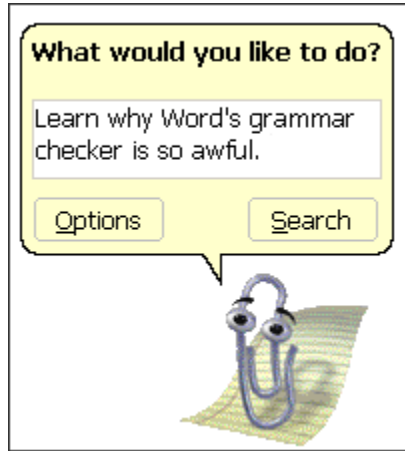 What would you like to do?
Learn why Word's grammar
checker is so awful.
Options
Search